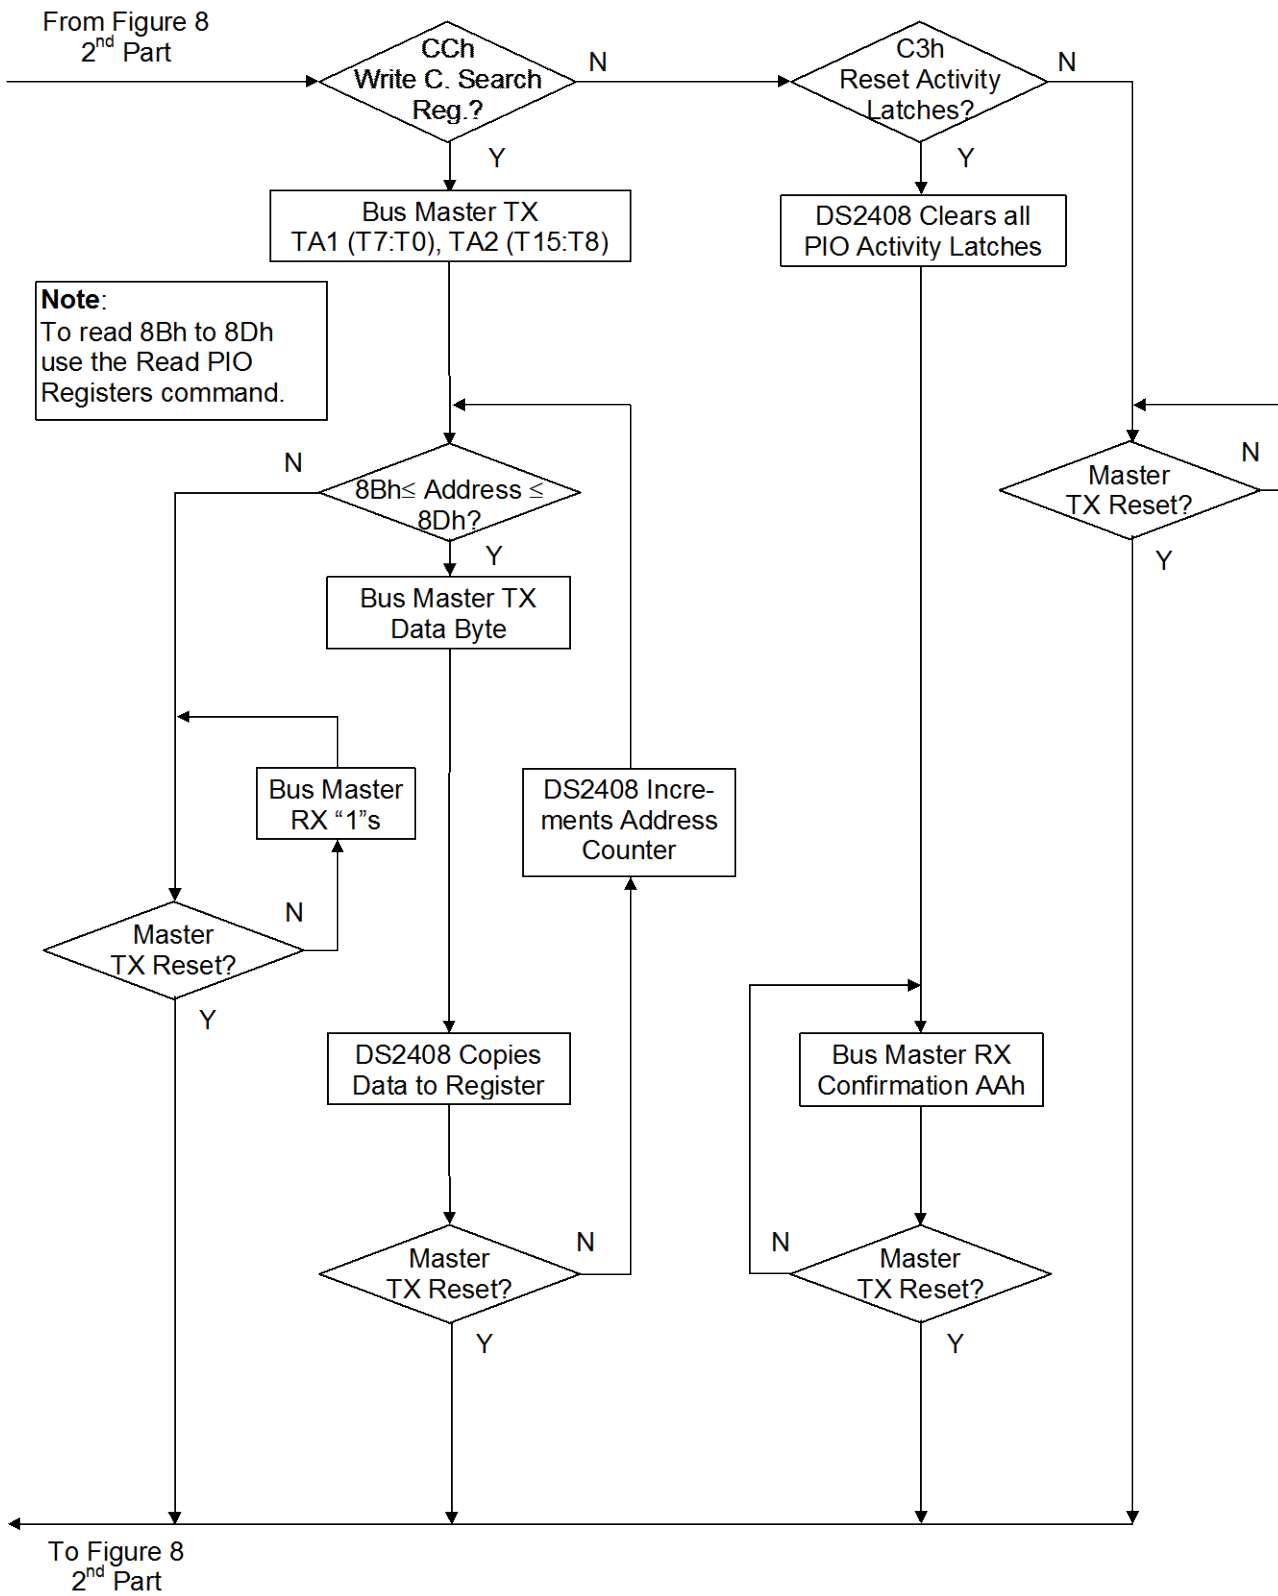 From Figure 8
2nd Part
CCh
Write C. Search
Reg.?
N
Y
C3h
Reset Activity
Latches?
N
Y
Bus Master TX
TA1 (T7:T0), TA2 (T15:T8)
DS2408 Clears all
PIO Activity Latches
Note:
To read 8Bh to 8Dh
use the Read PIO
Registers command.
N
8Bh≤ Address ≤
8Dh?
Y
Master
TX Reset?
N
Y
Bus Master TX
Data Byte
Bus Master
RX “1”s
DS2408 Incre-
ments Address
Counter
Master
TX Reset?
N
Y
DS2408 Copies
Data to Register
Bus Master RX
Confirmation AAh
Master
TX Reset?
N
Y
N
Master
TX Reset?
Y
To Figure 8
2nd Part